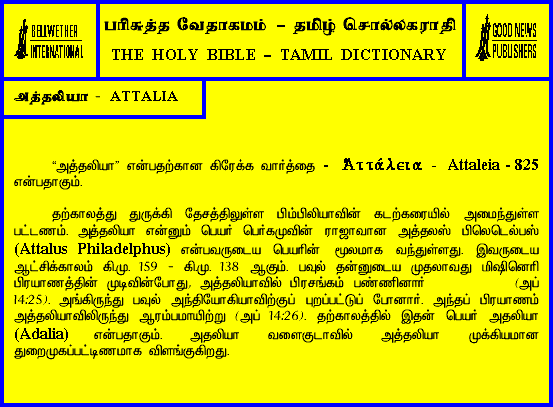 BELLWETHER
INTERNATIONAL
பரிசுத்த வேதாகமம் – தமிழ் சொல்லகராதி
THE HOLY BIBLE – TAMIL DICTIONARY
GOOD NEWS
PUBLISHERS
அத்தலியா - ATTALIA
“அத்தலியா” என்பதற்கான கிரேக்க வார்த்தை - Ἀττάλεια - Attaleia - 825
என்பதாகும்.
தற்காலத்து துருக்கி தேசத்திலுள்ள பிம்பிலியாவின் கடற்கரையில் அமைந்துள்ள
பட்டணம். அத்தலியா என்னும் பெயர் பெர்கமுவின் ராஜாவான அத்தலஸ் பிலெடெல்பஸ்
(Attalus Philadelphus) என்பவருடைய பெயரின் மூலமாக வந்துள்ளது. இவருடைய
ஆட்சிக்காலம் கி.மு. 159 - கி.மு. 138 ஆகும். பவுல் தன்னுடைய முதலாவது மிஷினெரி
பிரயாணத்தின் முடிவின்போது, அத்தலியாவில் பிரசங்கம் பண்ணினார் (அப்
14:25). அங்கிருந்து பவுல் அந்தியோகியாவிற்குப் புறப்பட்டுப் போனார். அந்தப் பிரயாணம்
அத்தலியாவிலிருந்து ஆரம்பமாயிற்று (அப் 14:26). தற்காலத்தில் இதன் பெயர் அதலியா
(Adalia) என்பதாகும். அதலியா வளைகுடாவில் அத்தலியா முக்கியமான
துறைமுகப்பட்டிணமாக விளங்குகிறது.